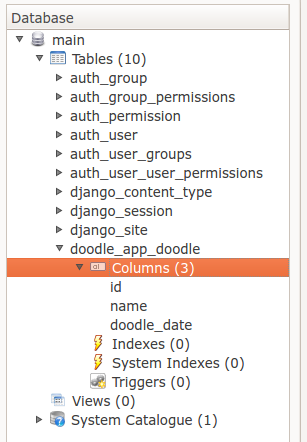 Database
main
Tables (10)
auth_group
auth_group_permissions
auth_permission
auth_user
auth_user_groups
auth_user_user_permissions
django_content_type
django_session
django_site
doodle_app_doodle
Columns (3)
id
name
doodle_date
Indexes (0)
System Indexes (0)
Triggers (0)
Views (0)
System Catalogue (1)